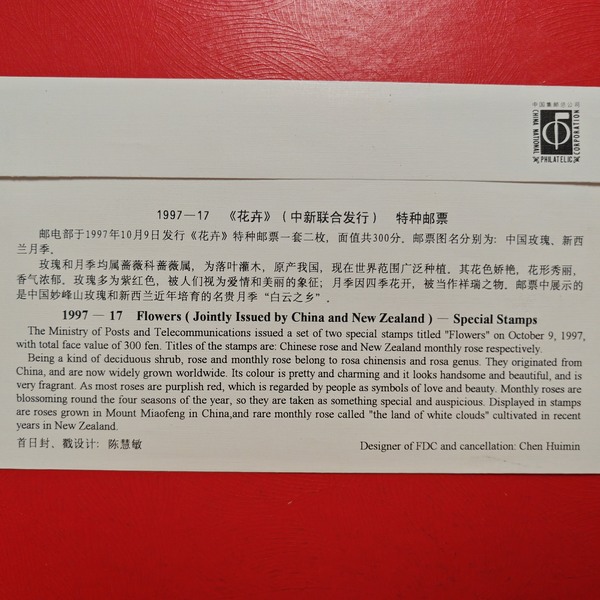 中国集邮总公司
CHINA NATIONAL PHILATELIC CORPORATION
1997—17 《花卉》（中新联合发行） 特种邮票
邮电部于1997年10月9日发行《花卉》特种邮票一套二枚，面值共300分。邮票图名分别为：中国玫瑰、新西
兰月季。
玫瑰和月季均属蔷薇科蔷薇属，为落叶灌木，原产我国，现在世界范围广泛种植。其花色娇艳，花形秀丽，
香气浓郁。玫瑰多为紫红色，被人们视为爱情和美丽的象征；月季因四季花开，被当作祥瑞之物。邮票中展示的
是中国妙峰山玫瑰和新西兰近年培育的名贵月季“白云之乡”。
1997 — 17 Flowers ( Jointly Issued by China and New Zealand ) — Special Stamps
The Ministry of Posts and Telecommunications issued a set of two special stamps titled "Flowers" on October 9, 1997,
with total face value of 300 fen. Titles of the stamps are: Chinese rose and New Zealand monthly rose respectively.
Being a kind of deciduous shrub, rose and monthly rose belong to rosa chinensis and rosa genus. They originated from
China, and are now widely grown worldwide. Its colour is pretty and charming and it looks handsome and beautiful, and is
very fragrant. As most roses are purplish red, which is regarded by people as symbols of love and beauty. Monthly roses are
blossoming round the four seasons of the year, so they are taken as something special and auspicious. Displayed in stamps
are roses grown in Mount Miaofeng in China,and rare monthly rose called "the land of white clouds" cultivated in recent
years in New Zealand.
首日封、戳设计：陈慧敏 Designer of FDC and cancellation: Chen Huimin